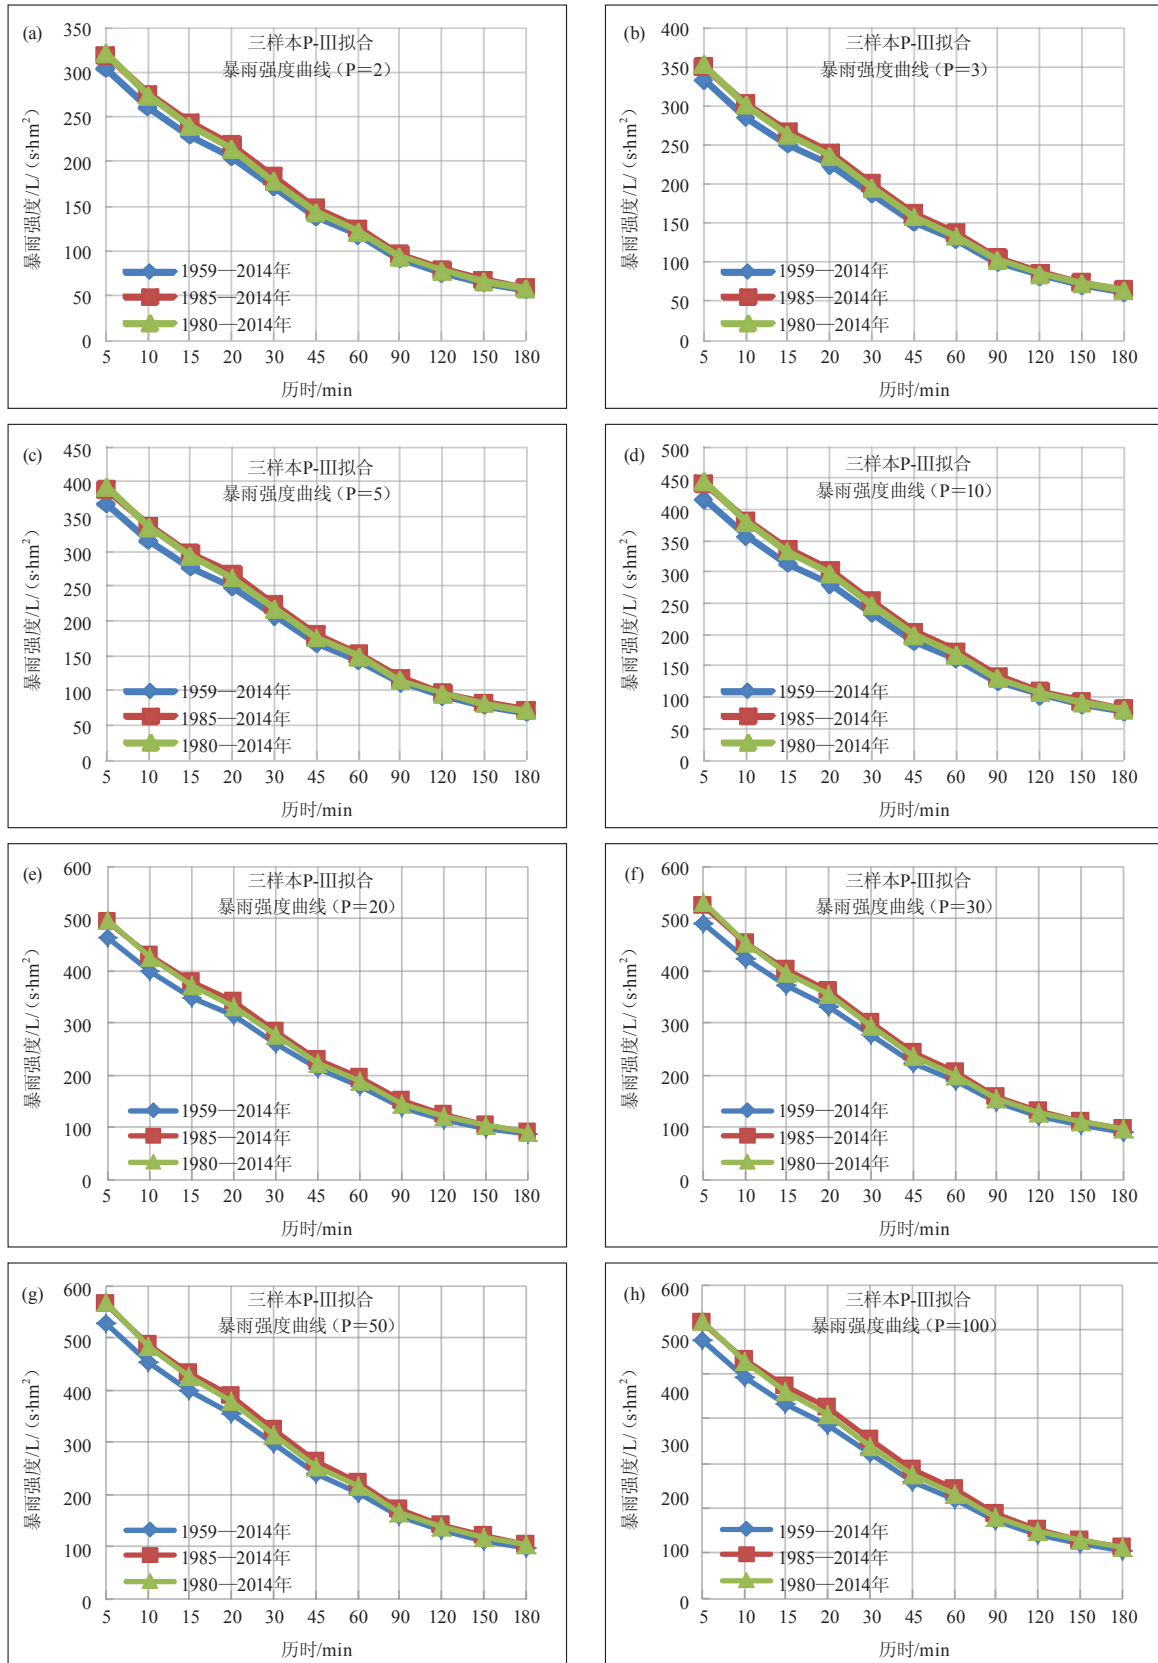 (a)
三样本P-III拟合
暴雨强度曲线（P＝2）
350
300
250
200
150
100
50
0
暴雨强度/L/（s·hm²）
1959—2014年
1985—2014年
1980—2014年
5 10 15 20 30 45 60 90 120 150 180
历时/min
(b)
三样本P-III拟合
暴雨强度曲线（P＝3）
400
350
300
250
200
150
100
50
0
暴雨强度/L/（s·hm²）
1959—2014年
1985—2014年
1980—2014年
5 10 15 20 30 45 60 90 120 150 180
历时/min
(c)
三样本P-III拟合
暴雨强度曲线（P＝5）
450
400
350
300
250
200
150
100
50
0
暴雨强度/L/（s·hm²）
1959—2014年
1985—2014年
1980—2014年
5 10 15 20 30 45 60 90 120 150 180
历时/min
(d)
三样本P-III拟合
暴雨强度曲线（P＝10）
500
450
400
350
300
250
200
150
100
50
0
暴雨强度/L/（s·hm²）
1959—2014年
1985—2014年
1980—2014年
5 10 15 20 30 45 60 90 120 150 180
历时/min
(e)
三样本P-III拟合
暴雨强度曲线（P＝20）
600
500
400
300
200
100
0
暴雨强度/L/（s·hm²）
1959—2014年
1985—2014年
1980—2014年
5 10 15 20 30 45 60 90 120 150 180
历时/min
(f)
三样本P-III拟合
暴雨强度曲线（P＝30）
600
500
400
300
200
100
0
暴雨强度/L/（s·hm²）
1959—2014年
1985—2014年
1980—2014年
5 10 15 20 30 45 60 90 120 150 180
历时/min
(g)
三样本P-III拟合
暴雨强度曲线（P＝50）
600
500
400
300
200
100
0
暴雨强度/L/（s·hm²）
1959—2014年
1985—2014年
1980—2014年
5 10 15 20 30 45 60 90 120 150 180
历时/min
(h)
三样本P-III拟合
暴雨强度曲线（P＝100）
600
500
400
300
200
100
0
暴雨强度/L/（s·hm²）
1959—2014年
1985—2014年
1980—2014年
5 10 15 20 30 45 60 90 120 150 180
历时/min